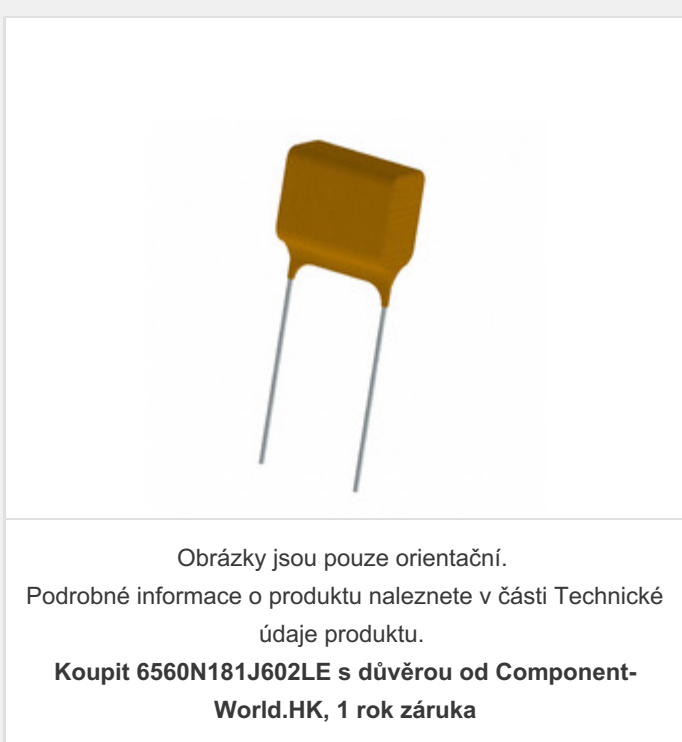 Obrázky jsou pouze orientační.
Podrobné informace o produktu naleznete v části Technické
údaje produktu.
Koupit 6560N181J602LE s důvěrou od Component-
World.HK, 1 rok záruka